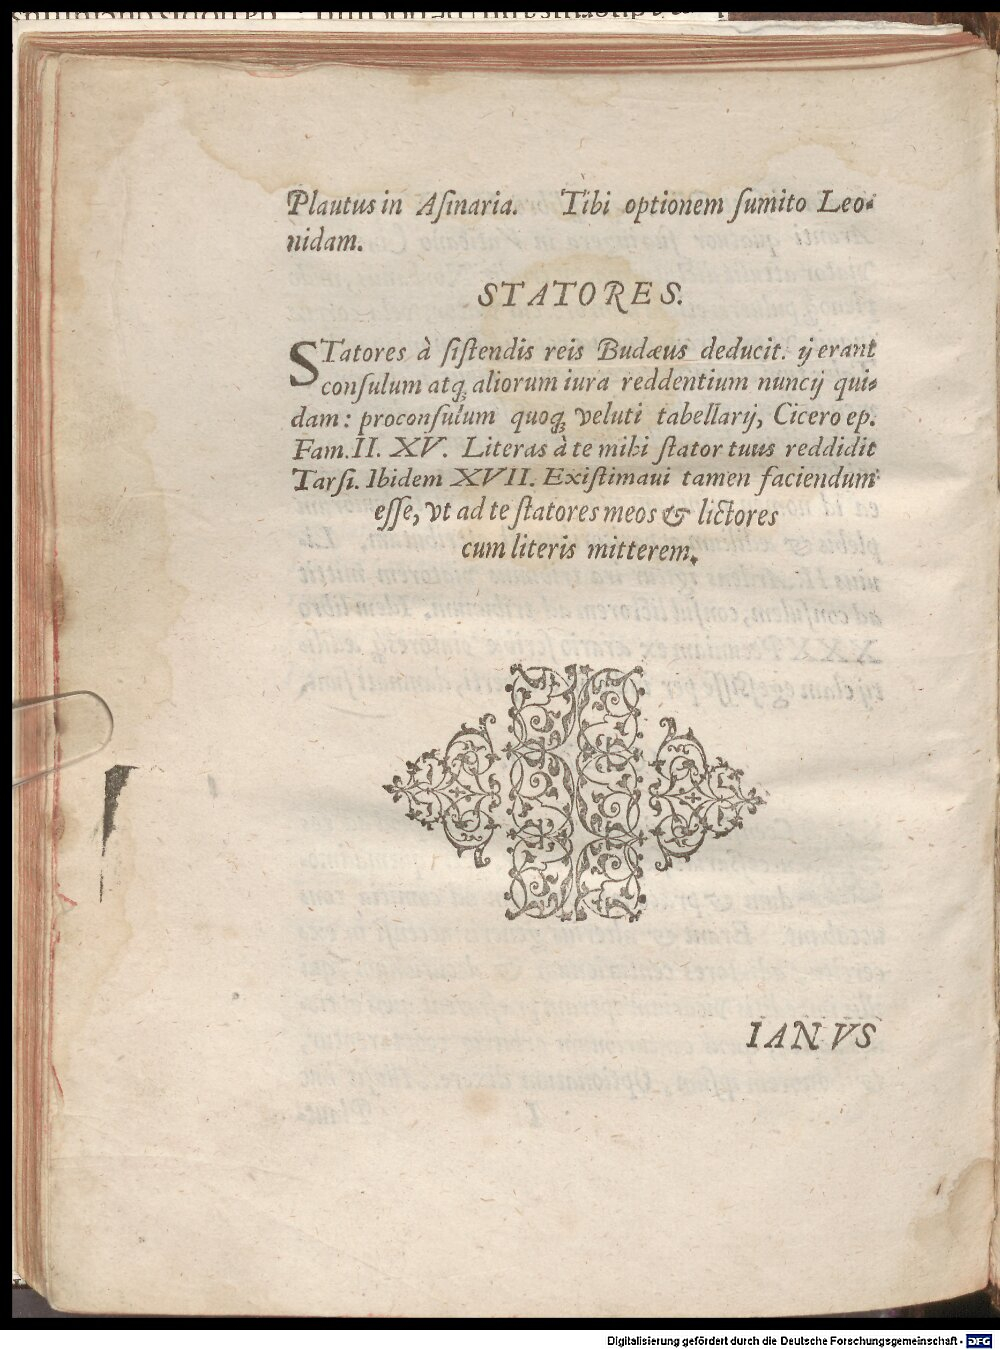 Plautus in Aſinaria. Tibi optionem ſumito Leo-
nidam.
STATORES.
STatores à ſiſtendis reis Budæus deducit. ij erant
conſulum atq; aliorum iura reddentium nuncij qui-
dam: proconſulum quoq; veluti tabellarij, Cicero ep.
Fam. II. XV. Literas à te mihi ſtator tuus reddidit
Tarſi. Ibidem XVII. Exiſtimaui tamen faciendum
eſſe, vt ad te ſtatores meos & lictores
cum literis mitterem.
IANVS
Digitalisierung gefördert durch die Deutsche Forschungsgemeinschaft - DFG